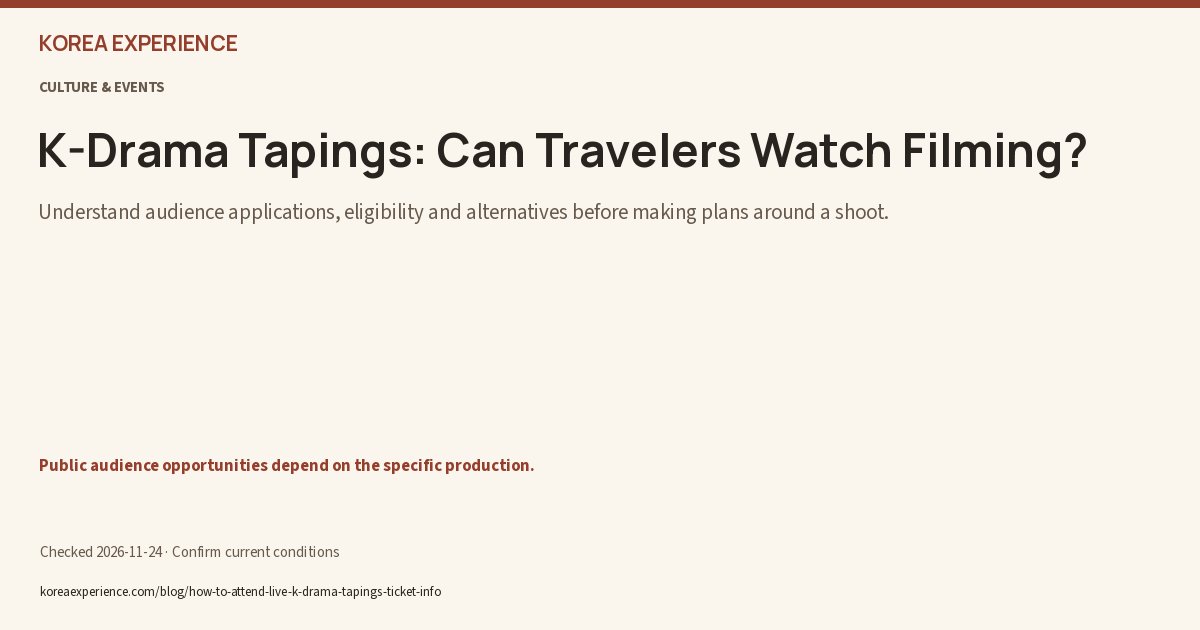 KOREA EXPERIENCE
CULTURE & EVENTS
K-Drama Tapings: Can Travelers Watch Filming?
Understand audience applications, eligibility and alternatives before making plans around a shoot.
Public audience opportunities depend on the specific production.
Checked 2026-11-24 · Confirm current conditions
koreaexperience.com/blog/how-to-attend-live-k-drama-tapings-ticket-info